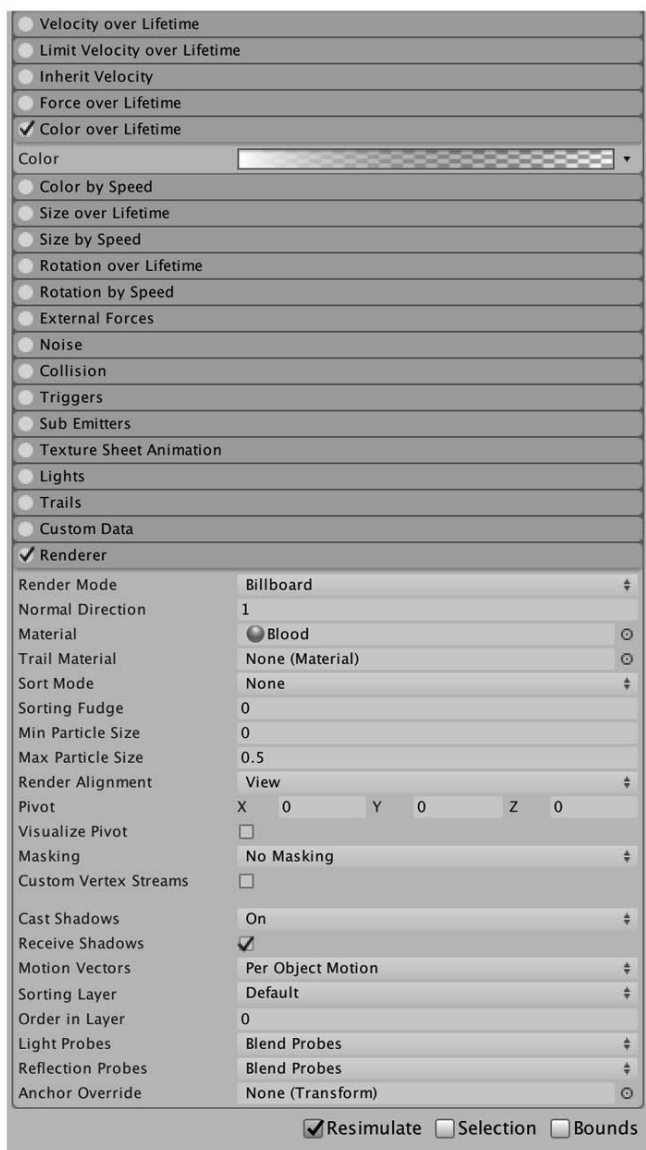 Velocity over Lifetime
Limit Velocity over Lifetime
Inherit Velocity
Force over Lifetime
Color over Lifetime
Color
Color by Speed
Size over Lifetime
Size by Speed
Rotation over Lifetime
Rotation by Speed
External Forces
Noise
Collision
Triggers
Sub Emitters
Texture Sheet Animation
Lights
Trails
Custom Data
Renderer
Render Mode Billboard
Normal Direction 1
Material Blood
Trail Material None (Material)
Sort Mode None
Sorting Fudge 0
Min Particle Size 0
Max Particle Size 0.5
Render Alignment View
Pivot X 0 Y 0 Z 0
Visualize Pivot
Masking No Masking
Custom Vertex Streams
Cast Shadows On
Receive Shadows
Motion Vectors Per Object Motion
Sorting Layer Default
Order in Layer 0
Light Probes Blend Probes
Reflection Probes Blend Probes
Anchor Override None (Transform)
Resimulate Selection Bounds